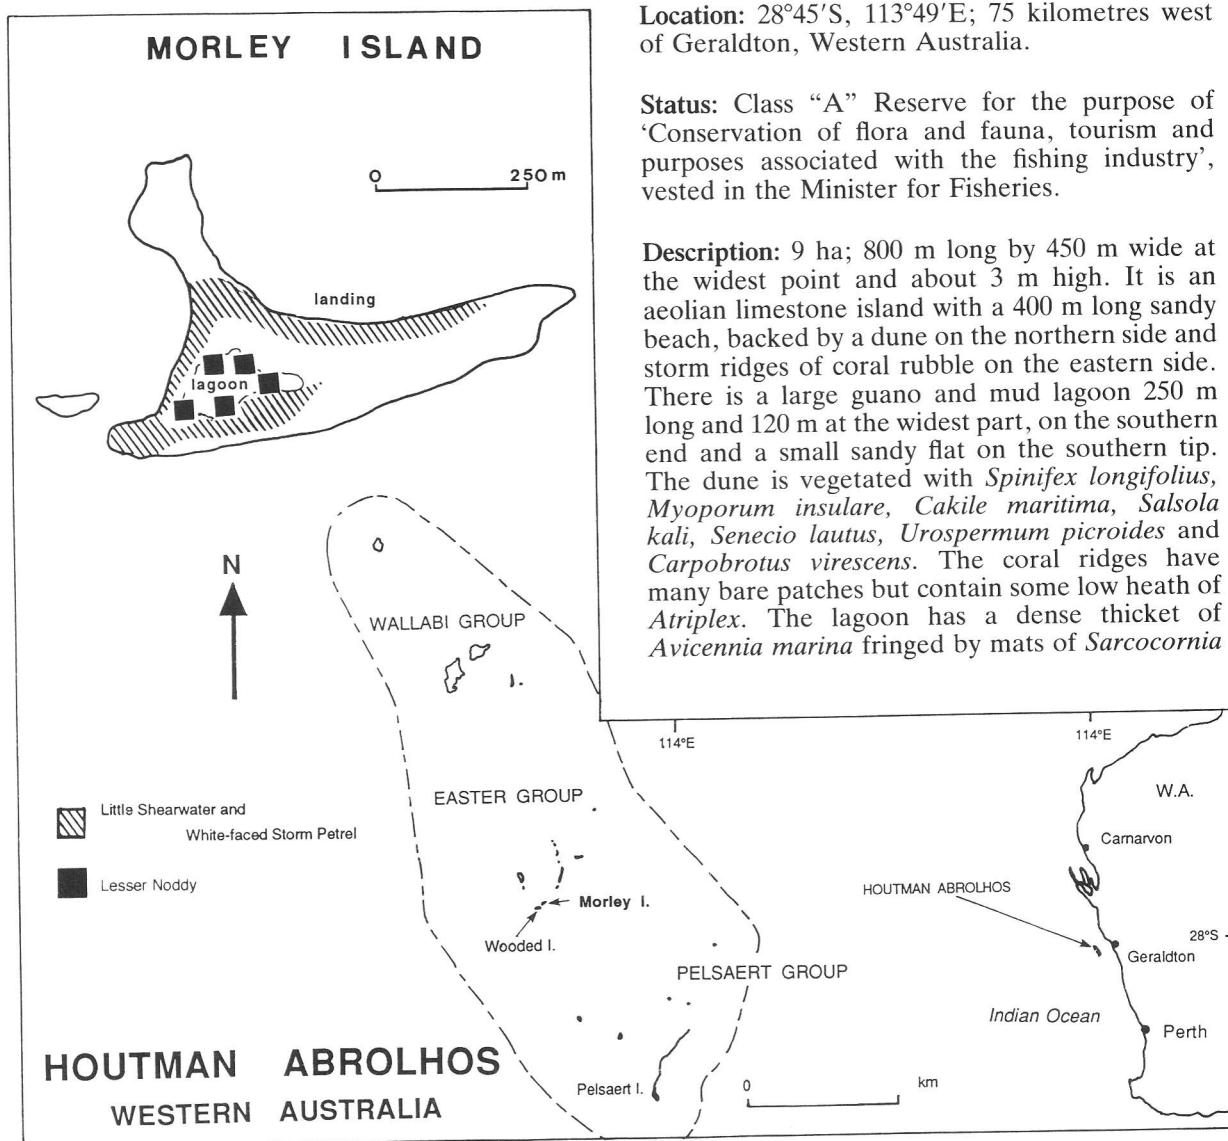 MORLEY ISLAND
0 250 m
landing
lagoon
Location: 28°45′S, 113°49′E; 75 kilometres west
of Geraldton, Western Australia.
Status: Class “A” Reserve for the purpose of
‘Conservation of flora and fauna, tourism and
purposes associated with the fishing industry’,
vested in the Minister for Fisheries.
Description: 9 ha; 800 m long by 450 m wide at
the widest point and about 3 m high. It is an
aeolian limestone island with a 400 m long sandy
beach, backed by a dune on the northern side and
storm ridges of coral rubble on the eastern side.
There is a large guano and mud lagoon 250 m
long and 120 m at the widest part, on the southern
end and a small sandy flat on the southern tip.
The dune is vegetated with Spinifex longifolius,
Myoporum insulare, Cakile maritima, Salsola
kali, Senecio lautus, Urospermum picroides and
Carpobrotus virescens. The coral ridges have
many bare patches but contain some low heath of
Atriplex. The lagoon has a dense thicket of
Avicennia marina fringed by mats of Sarcocornia
N
WALLABI GROUP
114°E
114°E
W.A.
EASTER GROUP
Little Shearwater and
White-faced Storm Petrel
Lesser Noddy
Carnarvon
HOUTMAN ABROLHOS
Morley I.
Wooded I.
28°S
Geraldton
PELSAERT GROUP
Indian Ocean
Perth
Pelsaert I.
0 km
HOUTMAN ABROLHOS
WESTERN AUSTRALIA